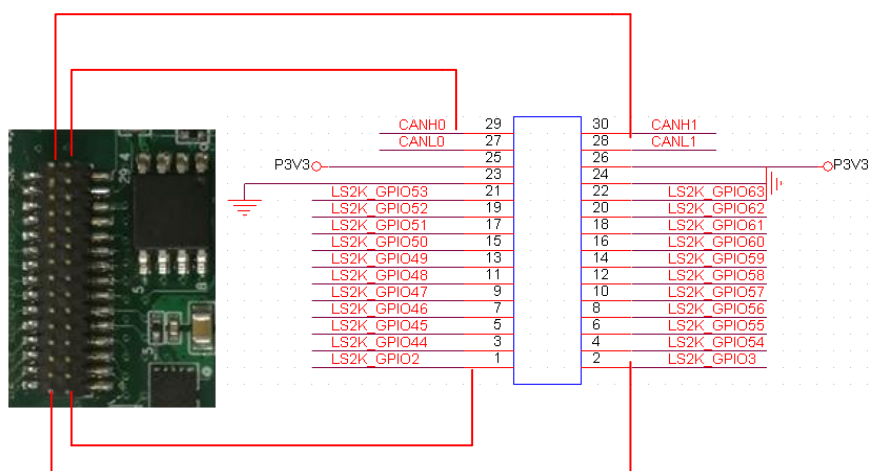 CANH0 29 30 CANH1
CANL0 27 28 CANL1
P3V3 25 26 P3V3
23 24
LS2K_GPIO53 21 22 LS2K_GPIO63
LS2K_GPIO52 19 20 LS2K_GPIO62
LS2K_GPIO51 17 18 LS2K_GPIO61
LS2K_GPIO50 15 16 LS2K_GPIO60
LS2K_GPIO49 13 14 LS2K_GPIO59
LS2K_GPIO48 11 12 LS2K_GPIO58
LS2K_GPIO47 9 10 LS2K_GPIO57
LS2K_GPIO46 7 8 LS2K_GPIO56
LS2K_GPIO45 5 6 LS2K_GPIO55
LS2K_GPIO44 3 4 LS2K_GPIO54
LS2K_GPIO2 1 2 LS2K_GPIO3
5 8